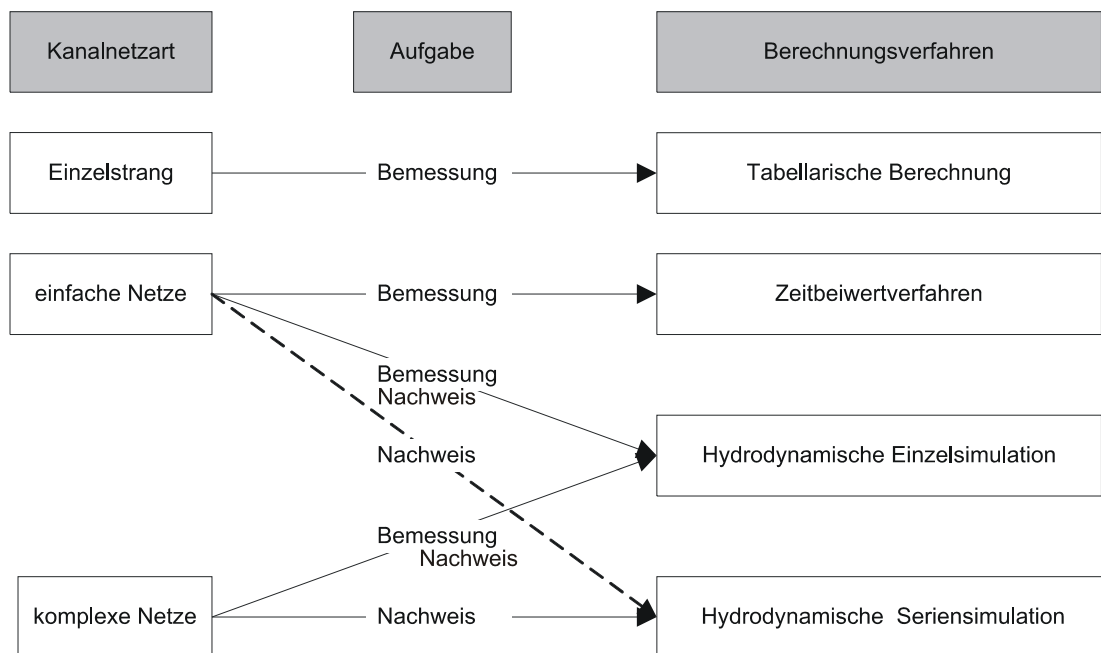 Kanalnetzart
Aufgabe
Berechnungsverfahren
Einzelstrang
Bemessung
Tabellarische Berechnung
einfache Netze
Bemessung
Zeitbeiwertverfahren
Bemessung
Nachweis
Nachweis
Hydrodynamische Einzelsimulation
Bemessung
Nachweis
komplexe Netze
Nachweis
Hydrodynamische Seriensimulation